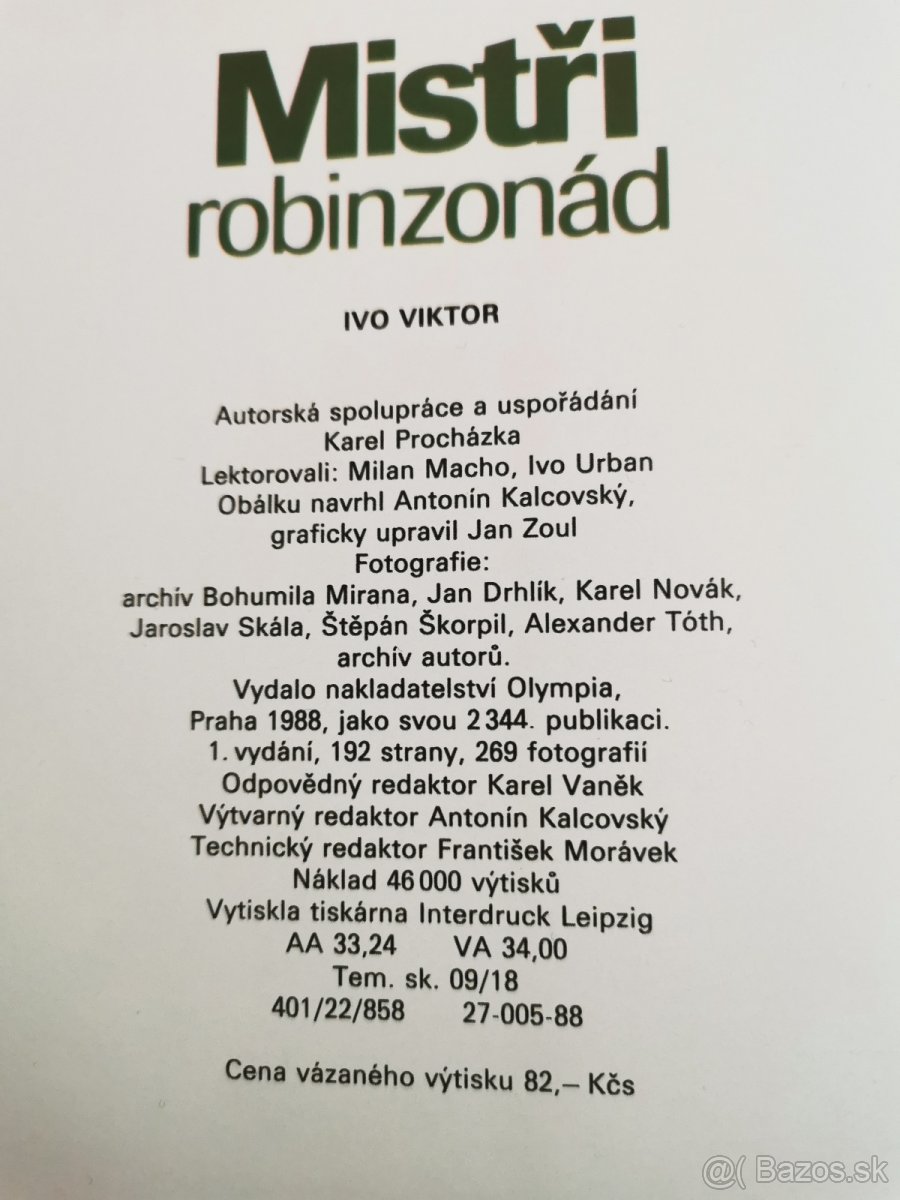 Mistři
robinzonád
IVO VIKTOR
Autorská spolupráce a uspořádání
Karel Procházka
Lektorovali: Milan Macho, Ivo Urban
Obálku navrhl Antonín Kalcovský,
graficky upravil Jan Zoul
Fotografie:
archív Bohumila Mirana, Jan Drhlík, Karel Novák,
Jaroslav Skála, Štěpán Škorpil, Alexander Tóth,
archív autorů.
Vydalo nakladatelství Olympia,
Praha 1988, jako svou 2 344. publikaci.
1. vydání, 192 strany, 269 fotografií
Odpovědný redaktor Karel Vaněk
Výtvarný redaktor Antonín Kalcovský
Technický redaktor František Morávek
Náklad 46 000 výtisků
Vytiskla tiskárna Interdruck Leipzig
AA 33,24 VA 34,00
Tem. sk. 09/18
401/22/858 27-005-88
Cena vázaného výtisku 82,– Kčs
@( Bazos.sk